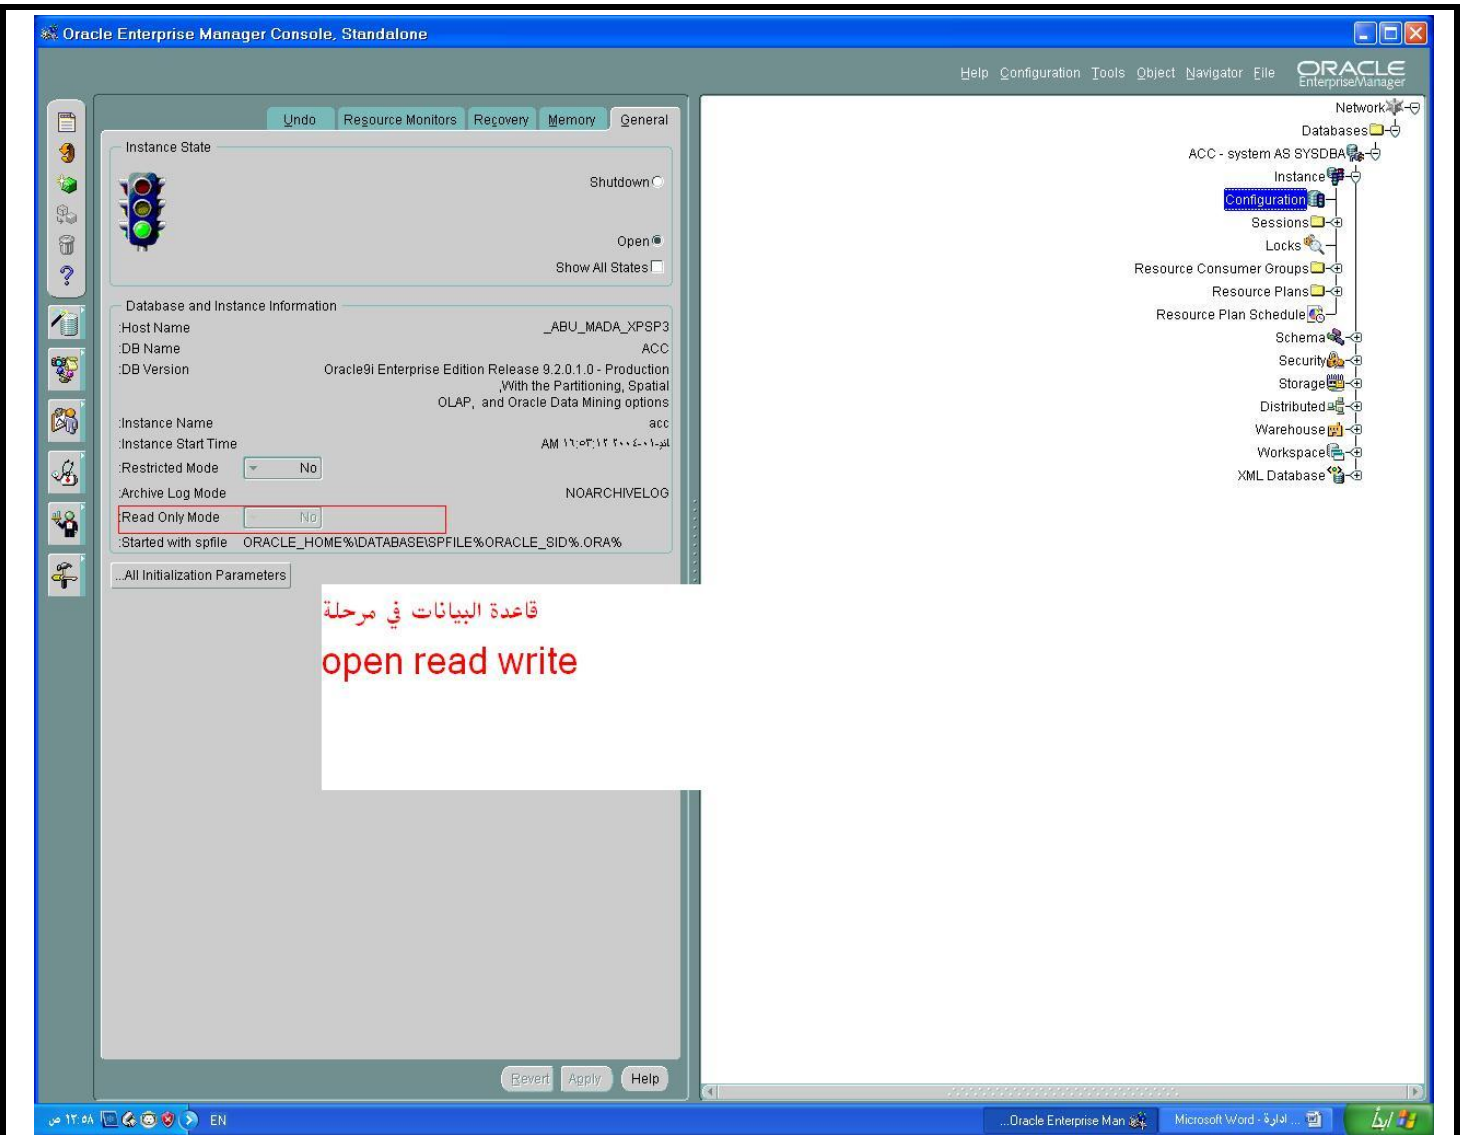 Oracle Enterprise Manager Console, Standalone
Help Configuration Tools Object Navigator File
ORACLE
EnterpriseManager
Undo Resource Monitors Recovery Memory General
Instance State
Shutdown
Open
Show All States
Database and Instance Information
:Host Name _ABU_MADA_XPSP3
:DB Name ACC
:DB Version Oracle9i Enterprise Edition Release 9.2.0.1.0 - Production
,With the Partitioning, Spatial
OLAP, and Oracle Data Mining options
:Instance Name acc
:Instance Start Time
:Restricted Mode No
:Archive Log Mode NOARCHIVELOG
:Read Only Mode No
:Started with spfile ORACLE_HOME%\DATABASE\SPFILE%ORACLE_SID%.ORA%
...All Initialization Parameters
قاعدة البيانات في مرحلة
open read write
Revert Apply Help
Network
Databases
ACC - system AS SYSDBA
Instance
Configuration
Sessions
Locks
Resource Consumer Groups
Resource Plans
Resource Plan Schedule
Schema
Security
Storage
Distributed
Warehouse
Workspace
XML Database
١٢:٥٨ ص
EN
...Oracle Enterprise Man
Microsoft Word - ادارة ...
ابدأ